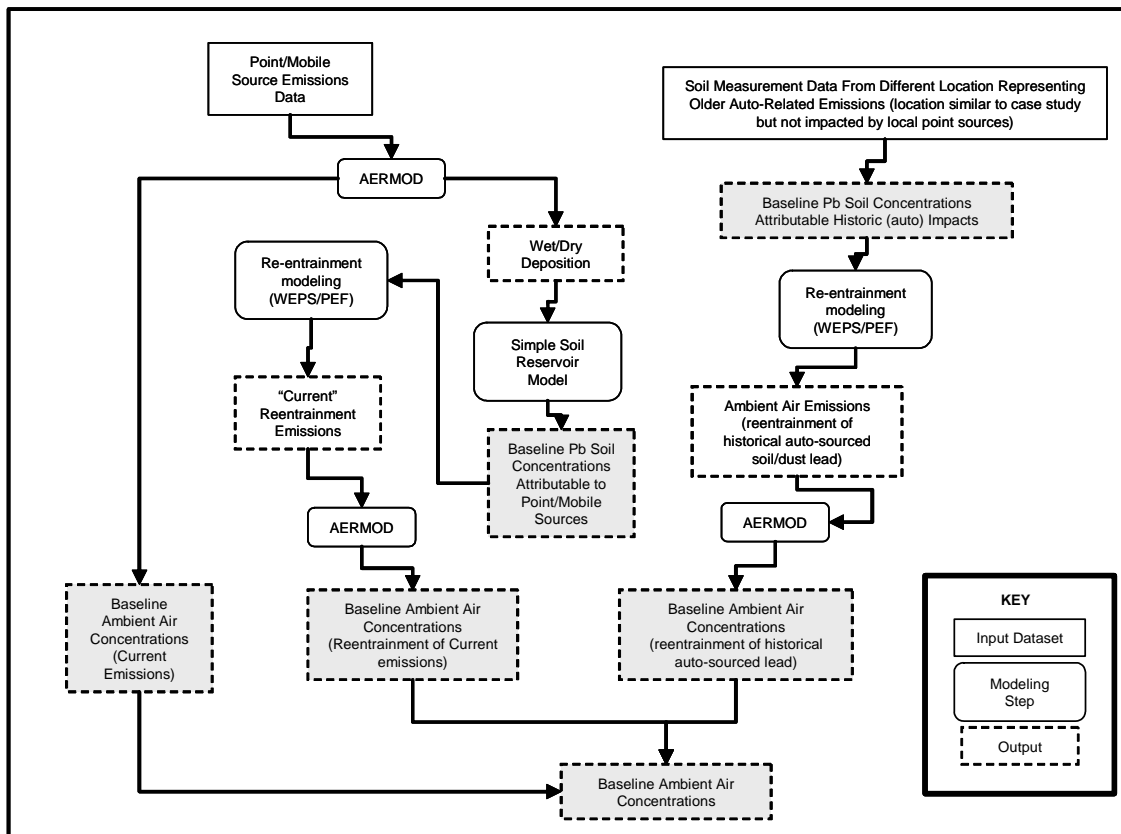 Point/Mobile
Source Emissions
Data
Soil Measurement Data From Different Location Representing
Older Auto-Related Emissions (location similar to case study
but not impacted by local point sources)
AERMOD
Baseline Pb Soil Concentrations
Attributable Historic (auto) Impacts
Wet/Dry
Deposition
Re-entrainment
modeling
(WEPS/PEF)
Re-entrainment
modeling
(WEPS/PEF)
Simple Soil
Reservoir
Model
“Current”
Reentrainment
Emissions
Ambient Air Emissions
(reentrainment of
historical auto-sourced
soil/dust lead)
Baseline Pb Soil
Concentrations
Attributable to
Point/Mobile
Sources
AERMOD
AERMOD
Baseline
Ambient Air
Concentrations
(Current
Emissions)
Baseline Ambient Air
Concentrations
(Reentrainment of Current
emissions)
Baseline Ambient Air
Concentrations
(reentrainment of historical
auto-sourced lead)
KEY
Input Dataset
Modeling
Step
Output
Baseline Ambient Air
Concentrations